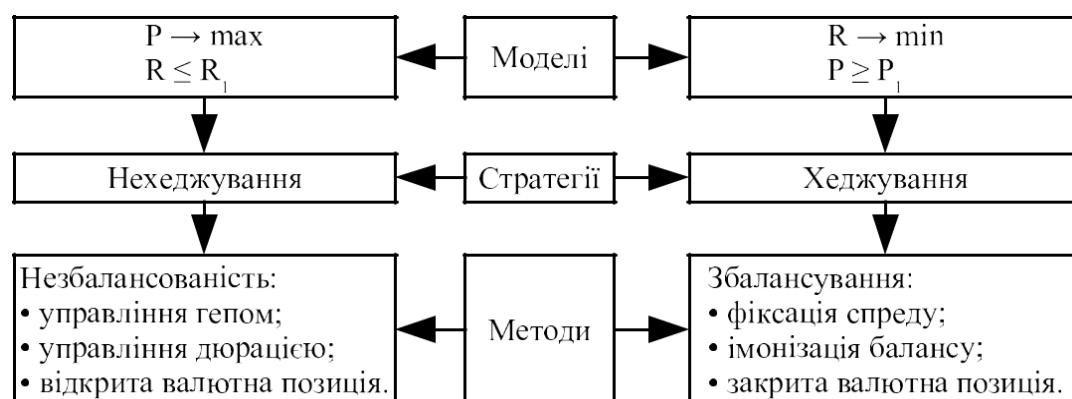 P → max
R ≤ R₁
Моделі
R → min
P ≥ P₁
Нехеджування
Стратегії
Хеджування
Незбалансованість:
• управління гепом;
• управління дюрацією;
• відкрита валютна позиція.
Методи
Збалансування:
• фіксація спреду;
• імонізація балансу;
• закрита валютна позиція.